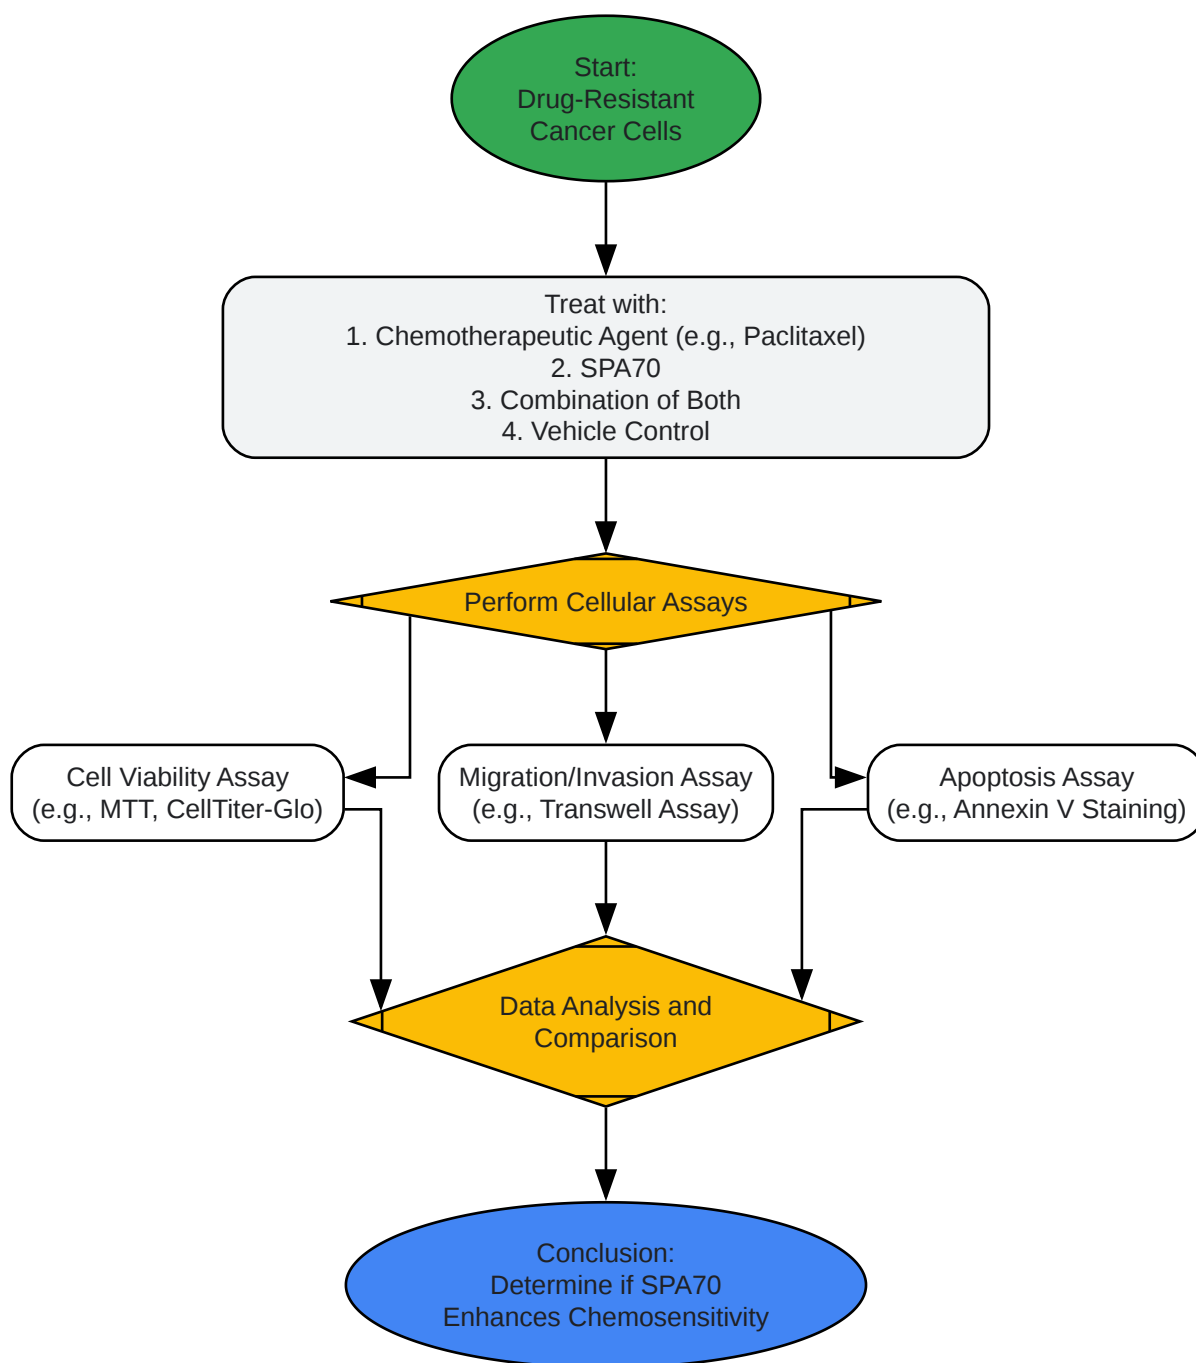 Start:
Drug-Resistant
Cancer Cells
Treat with:
1. Chemotherapeutic Agent (e.g., Paclitaxel)
2. SPA70
3. Combination of Both
4. Vehicle Control
Perform Cellular Assays
Cell Viability Assay
(e.g., MTT, CellTiter-Glo)
Migration/Invasion Assay
(e.g., Transwell Assay)
Apoptosis Assay
(e.g., Annexin V Staining)
Data Analysis and
Comparison
Conclusion:
Determine if SPA70
Enhances Chemosensitivity